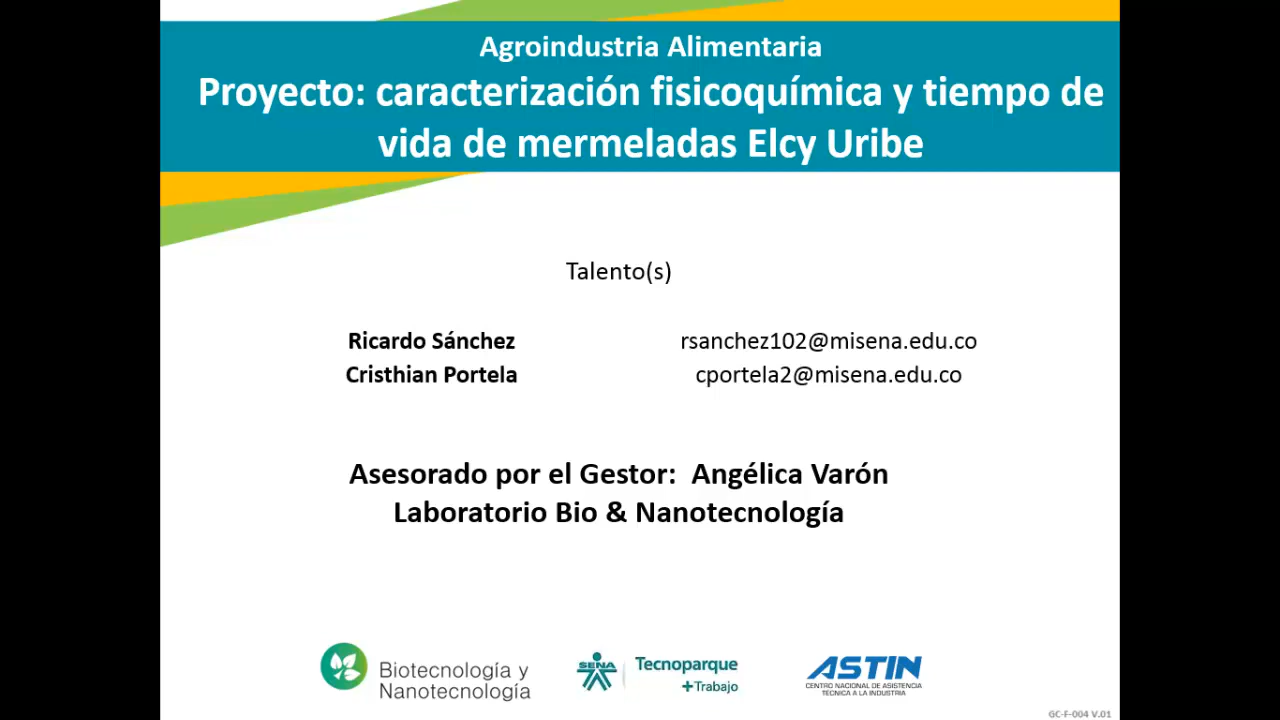 Agroindustria Alimentaria
Proyecto: caracterización fisicoquímica y tiempo de
vida de mermeladas Elcy Uribe
Talento(s)
Ricardo Sánchez rsanchez102@misena.edu.co
Cristhian Portela cportela2@misena.edu.co
Asesorado por el Gestor: Angélica Varón
Laboratorio Bio & Nanotecnología
Biotecnología y
Nanotecnología
SENA
Tecnoparque
+Trabajo
ASTIN
CENTRO NACIONAL DE ASISTENCIA
TÉCNICA A LA INDUSTRIA
GC-F-004 V.01